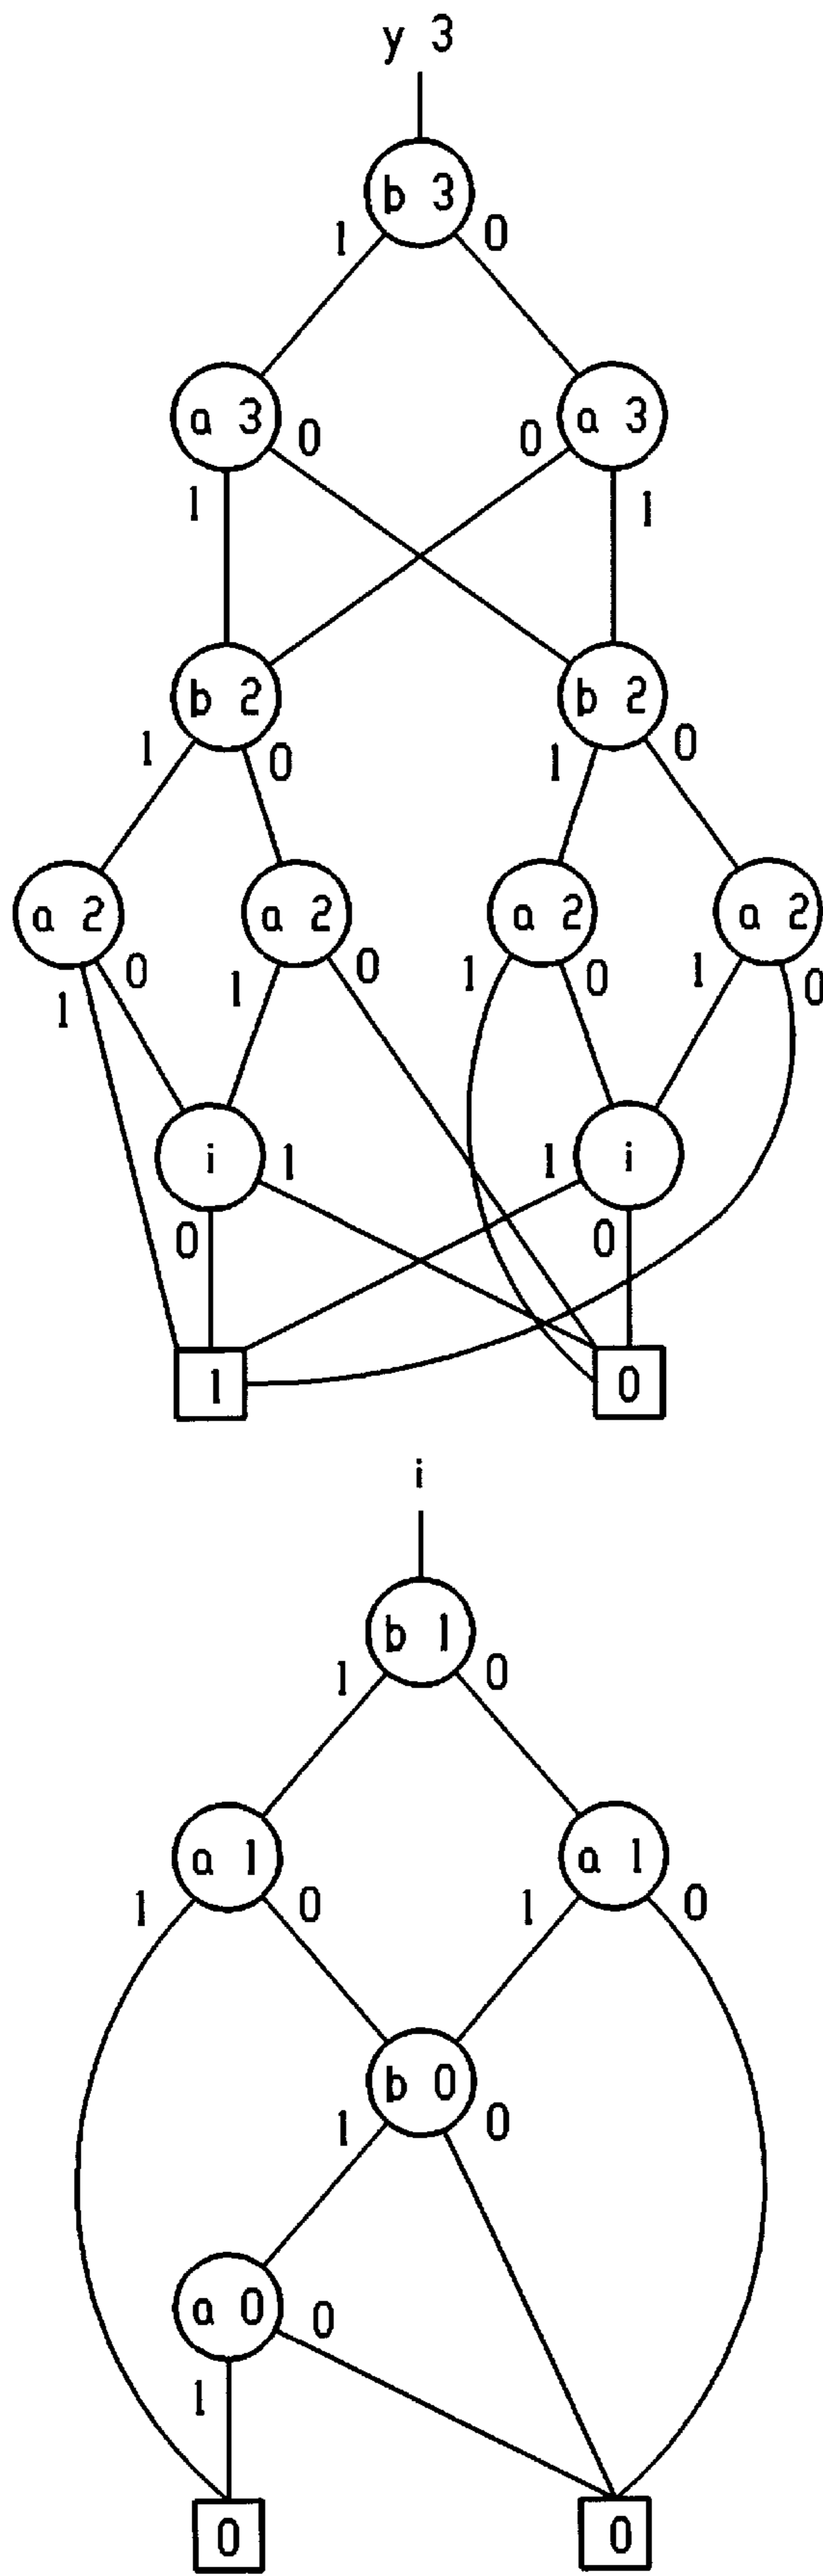 y 3
b 3
1 0
a 3 a 3
0 0
1 1
b 2 b 2
1 0 1 0
a 2 a 2 a 2 a 2
1 0 1 0 1 0 1 0
i 1 1 i
0 0
1 0
i
b 1
1 0
a 1 a 1
1 0 1 0
b 0
1 0
a 0 0
1
0 0